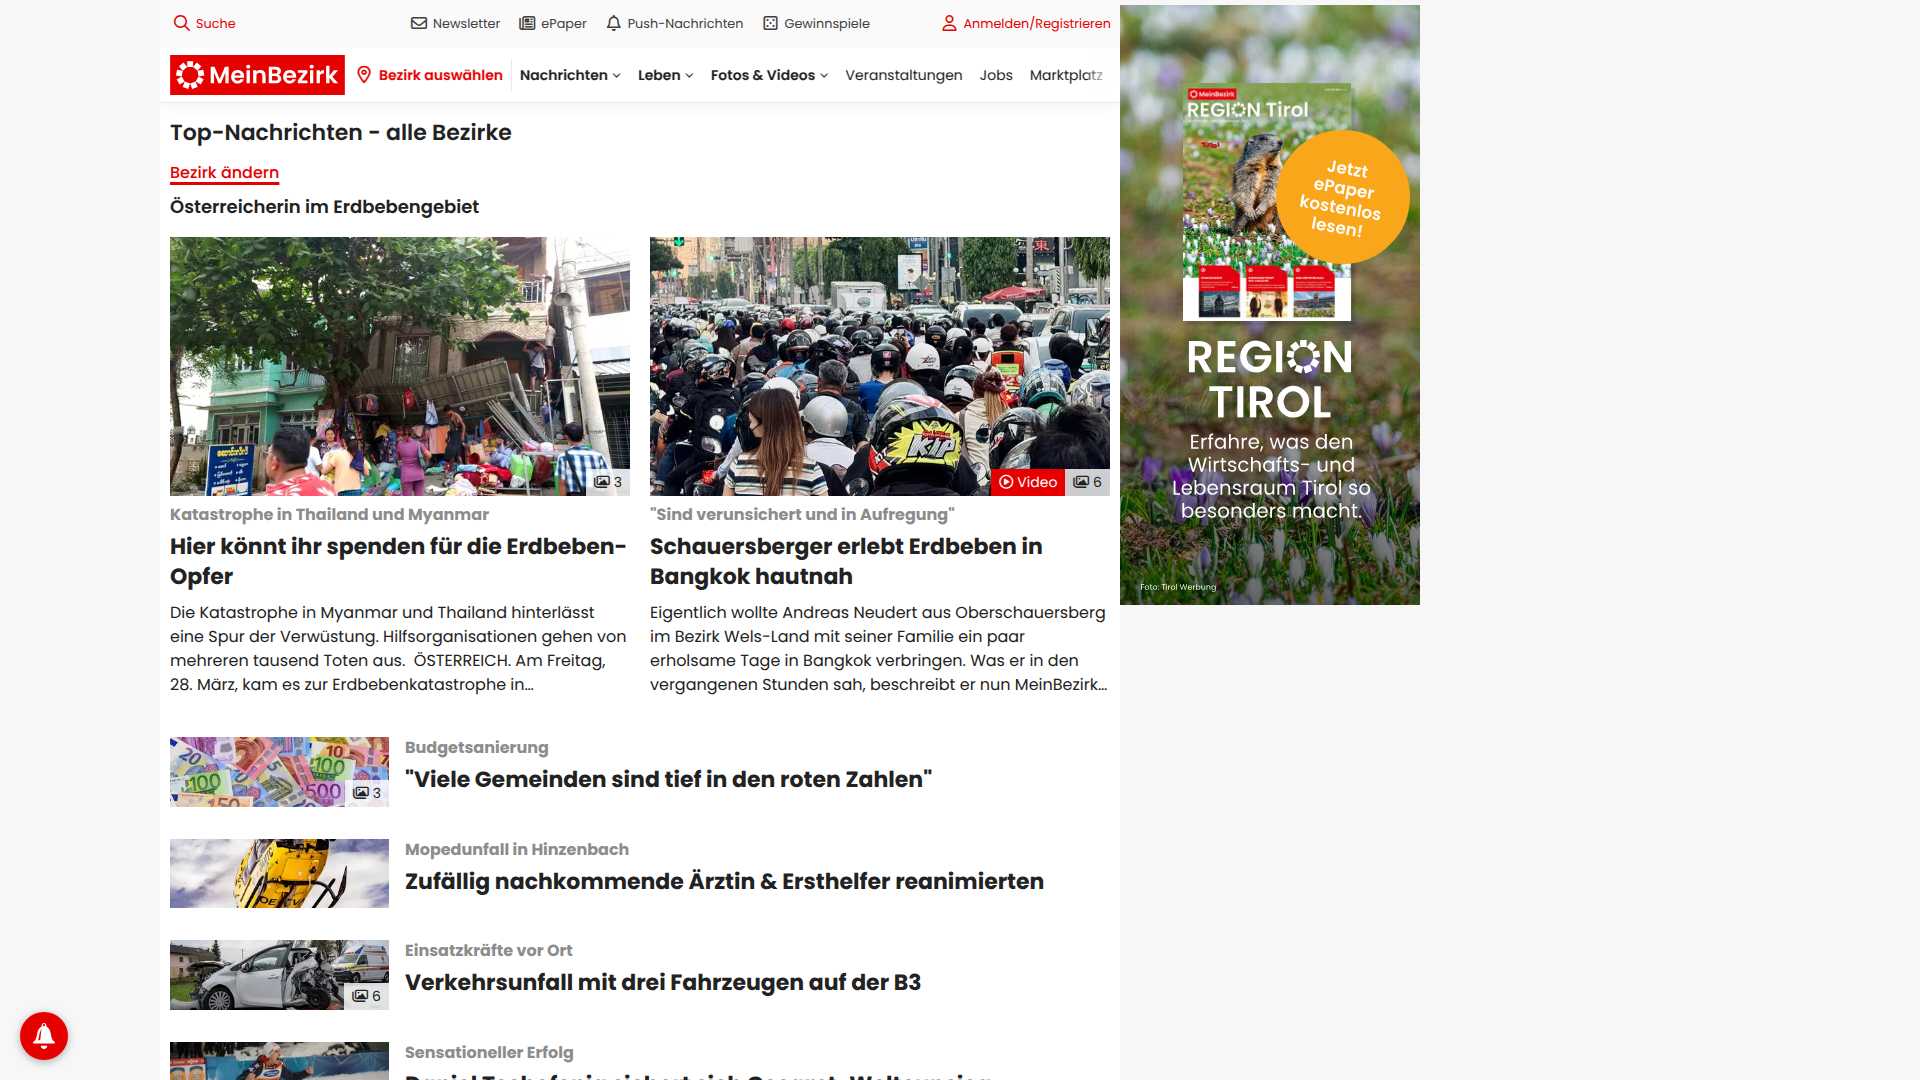 Suche
Newsletter
ePaper
Push-Nachrichten
Gewinnspiele
Anmelden/Registrieren
MeinBezirk
Bezirk auswählen
Nachrichten
Leben
Fotos & Videos
Veranstaltungen
Jobs
Marktplatz
Top-Nachrichten - alle Bezirke
Bezirk ändern
Österreicherin im Erdbebengebiet
3
Katastrophe in Thailand und Myanmar
Hier könnt ihr spenden für die Erdbeben-
Opfer
Die Katastrophe in Myanmar und Thailand hinterlässt
eine Spur der Verwüstung. Hilfsorganisationen gehen von
mehreren tausend Toten aus.  ÖSTERREICH. Am Freitag,
28. März, kam es zur Erdbebenkatastrophe in...
KiP
Video
6
"Sind verunsichert und in Aufregung"
Schauersberger erlebt Erdbeben in
Bangkok hautnah
Eigentlich wollte Andreas Neudert aus Oberschauersberg
im Bezirk Wels-Land mit seiner Familie ein paar
erholsame Tage in Bangkok verbringen. Was er in den
vergangenen Stunden sah, beschreibt er nun MeinBezirk...
3
Budgetsanierung
"Viele Gemeinden sind tief in den roten Zahlen"
Mopedunfall in Hinzenbach
Zufällig nachkommende Ärztin & Ersthelfer reanimierten
6
Einsatzkräfte vor Ort
Verkehrsunfall mit drei Fahrzeugen auf der B3
Sensationeller Erfolg
MeinBezirk
REGION Tirol
Jetzt
ePaper
kostenlos
lesen!
REGION
TIROL
Erfahre, was den
Wirtschafts- und
Lebensraum Tirol so
besonders macht.
Foto: Tirol Werbung